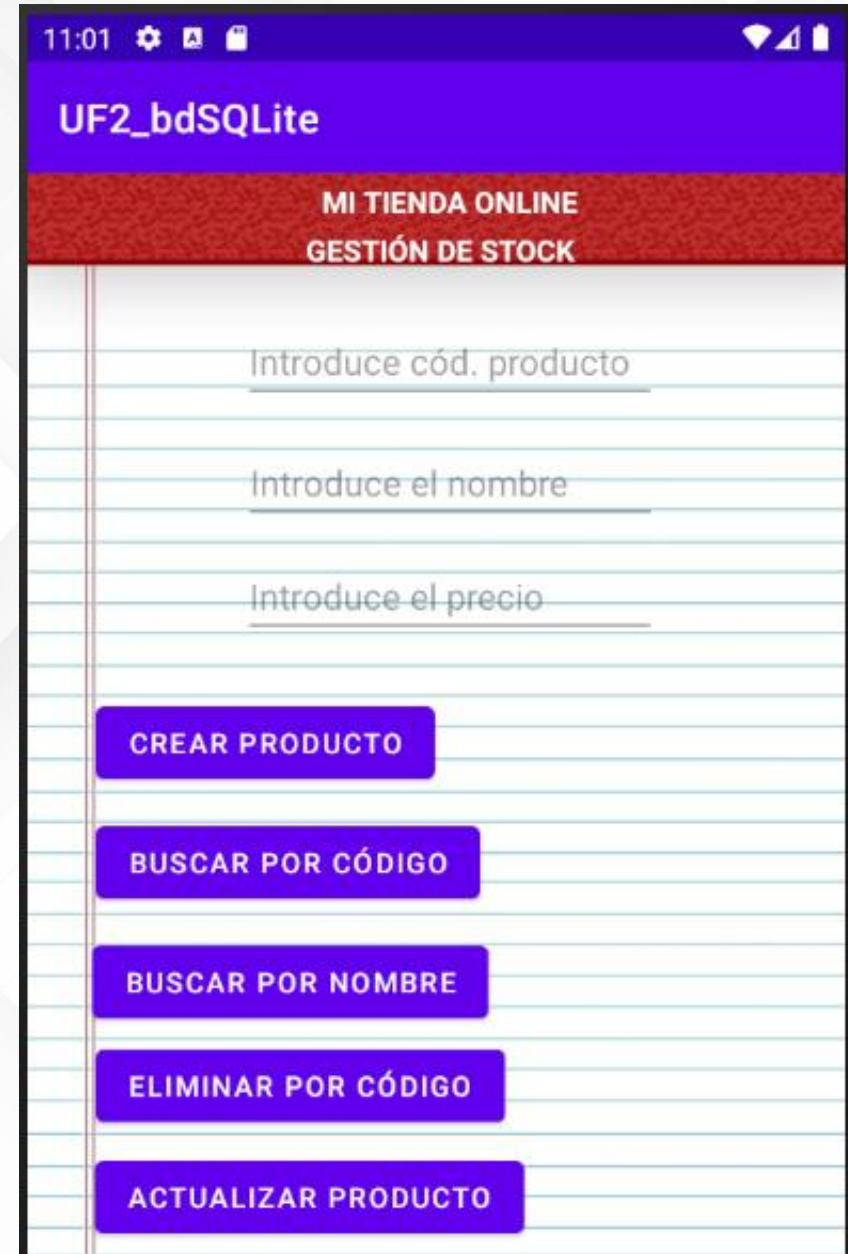 11:01
UF2_bdSQLite
MI TIENDA ONLINE
GESTIÓN DE STOCK
Introduce cód. producto
Introduce el nombre
Introduce el precio
CREAR PRODUCTO
BUSCAR POR CÓDIGO
BUSCAR POR NOMBRE
ELIMINAR POR CÓDIGO
ACTUALIZAR PRODUCTO